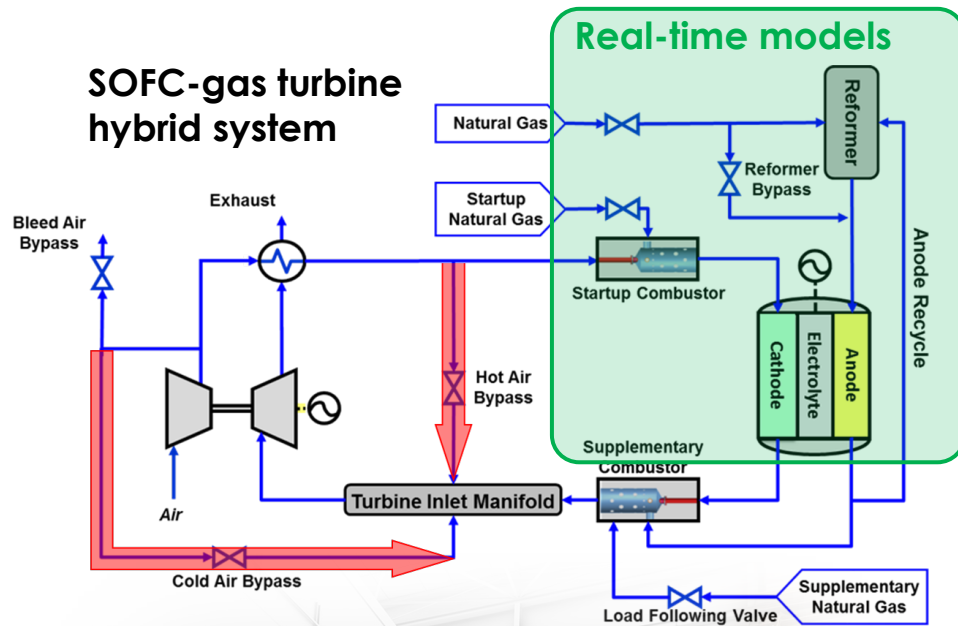 Real-time models
SOFC-gas turbine
hybrid system
Natural Gas
Reformer
Reformer
Bypass
Startup
Natural Gas
Exhaust
Bleed Air
Bypass
Startup Combustor
Anode Recycle
Cathode
Electrolyte
Anode
Hot Air
Bypass
Supplementary
Combustor
Turbine Inlet Manifold
Air
Cold Air Bypass
Load Following Valve
Supplementary
Natural Gas